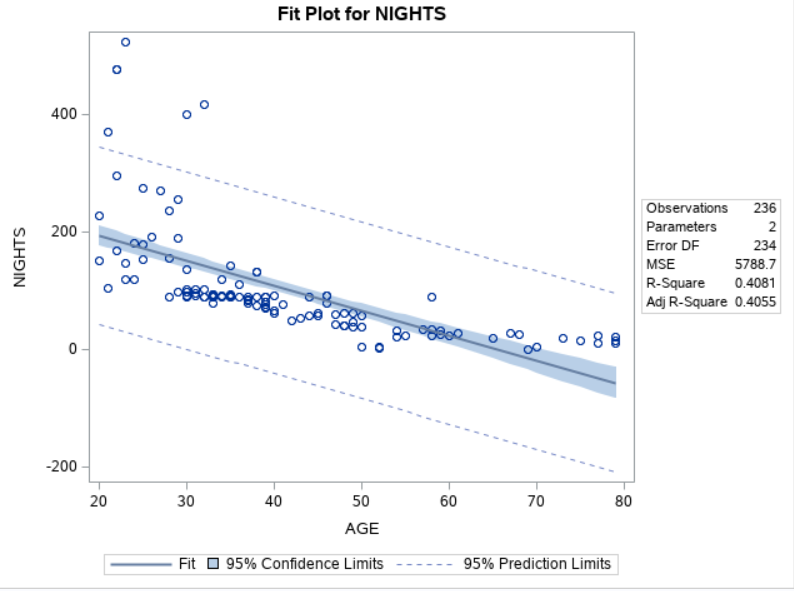 Fit Plot for NIGHTS
400
200
0
-200
NIGHTS
20 30 40 50 60 70 80
AGE
Observations 236
Parameters 2
Error DF 234
MSE 5788.7
R-Square 0.4081
Adj R-Square 0.4055
Fit 95% Confidence Limits 95% Prediction Limits